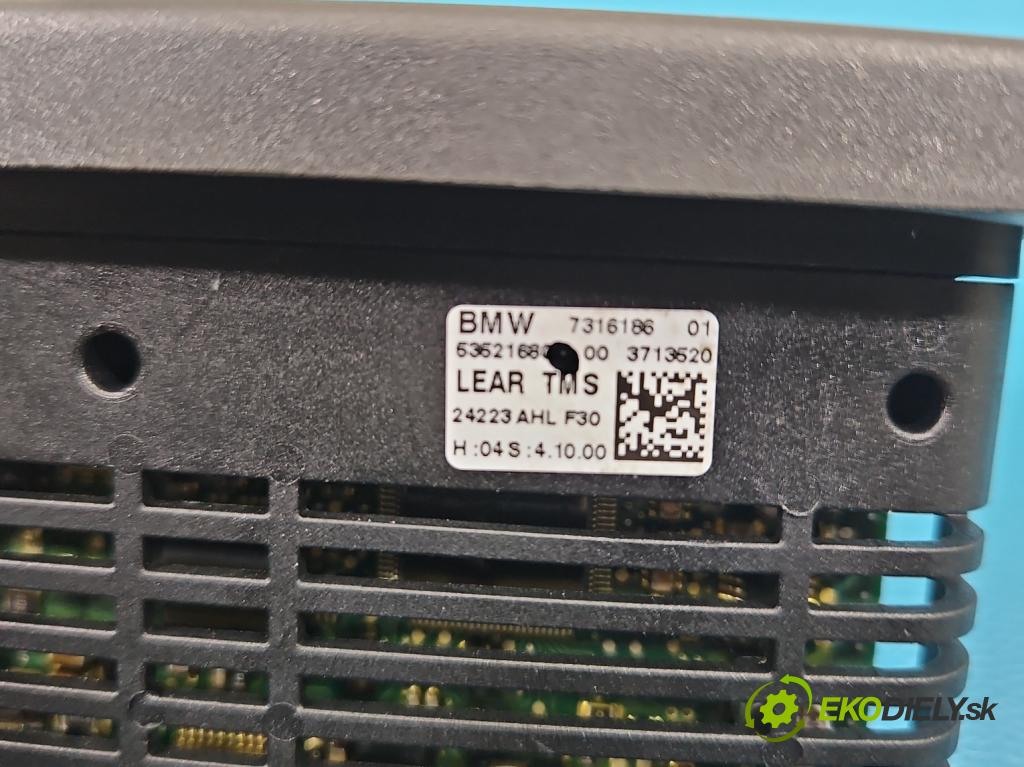 BMW 7316186 01
00 3713520
LEAR TMS
24223 AHL F30
H :04 S :4.10.00
EKODIELY.sk